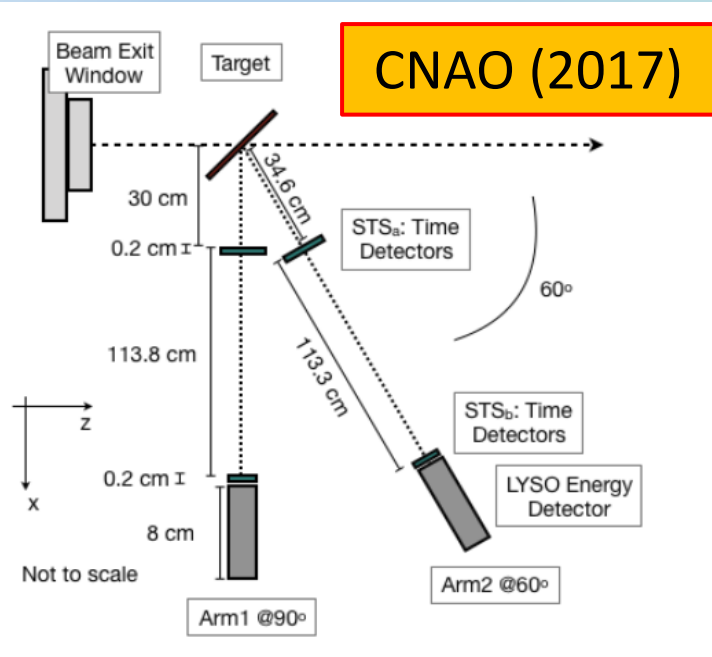 Beam Exit
Window
Target
CNAO (2017)
30 cm
34.6 cm
STSa: Time
Detectors
0.2 cm
60º
113.8 cm
113.3 cm
z
x
STSb: Time
Detectors
0.2 cm
LYSO Energy
Detector
8 cm
Not to scale
Arm2 @60º
Arm1 @90º